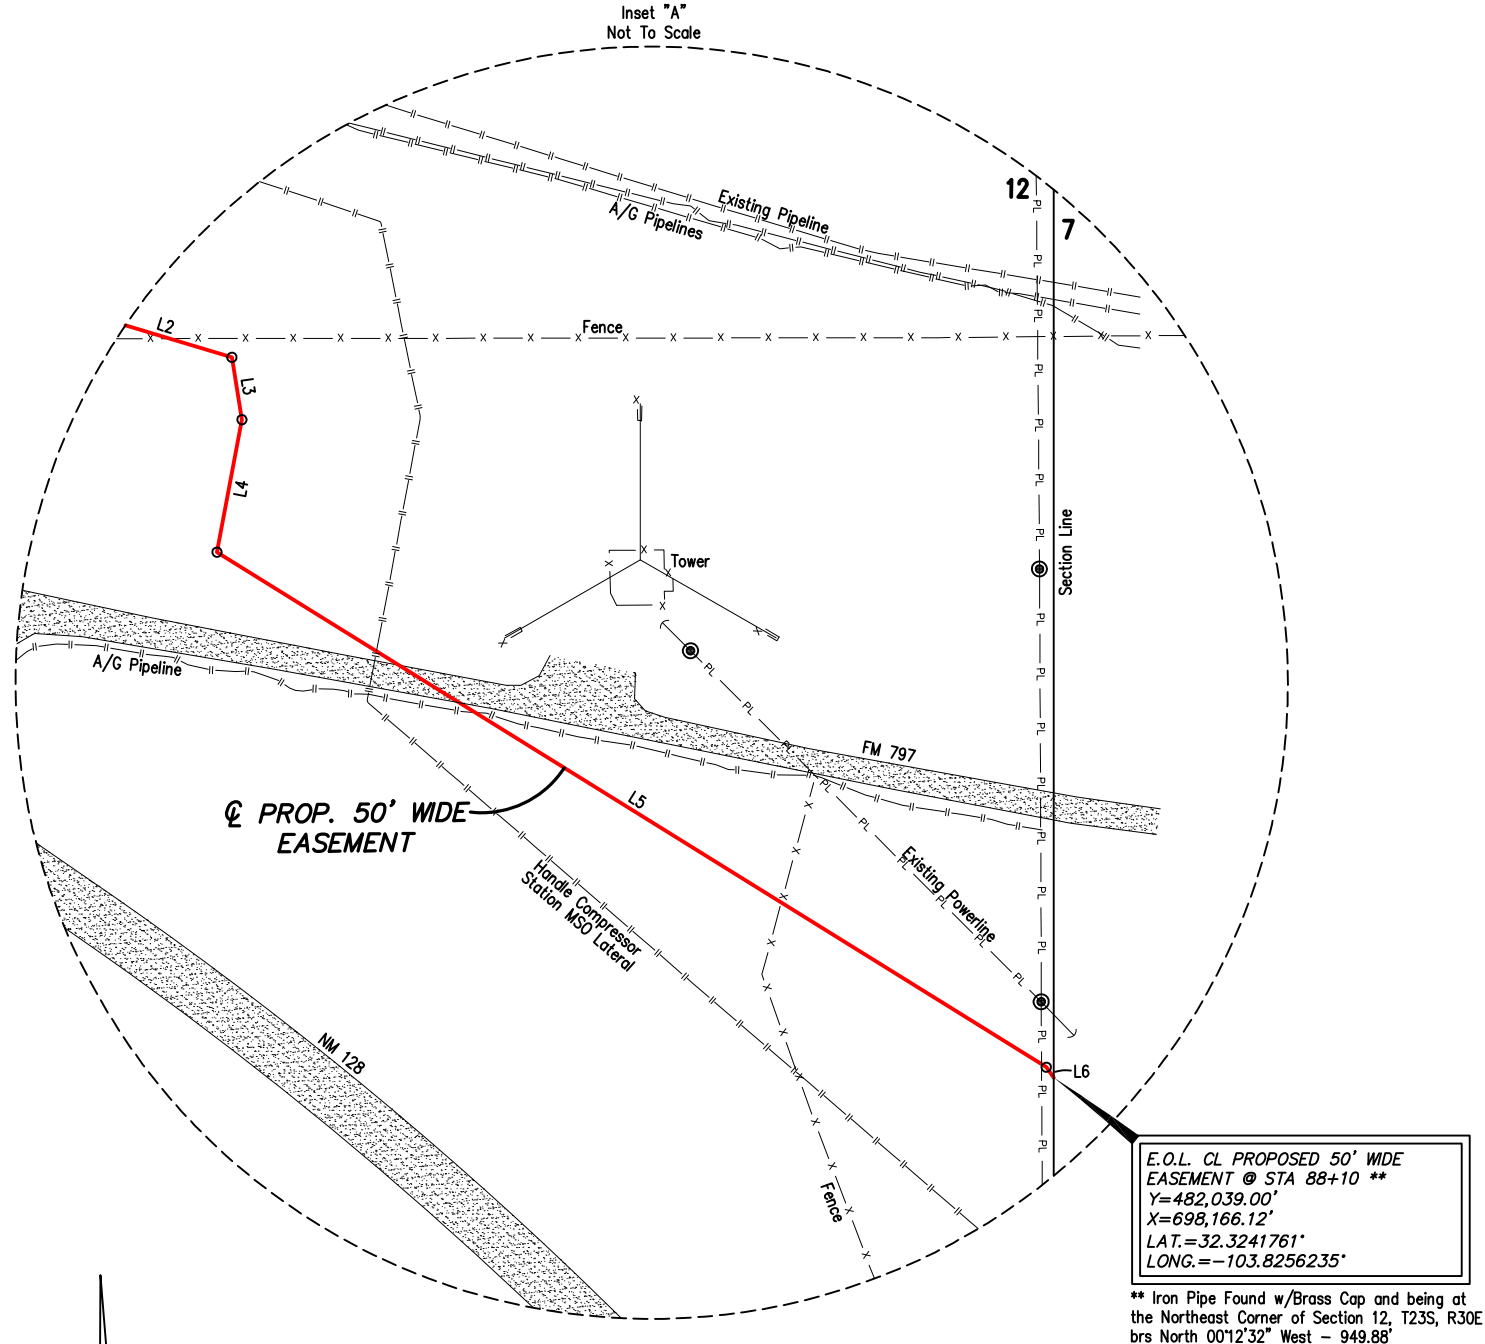 Inset "A"
Not To Scale
12
7
Existing Pipeline
A/G Pipelines
L2
Fence
L3
L4
Tower
Section Line
A/G Pipeline
FM 797
L5
℄ PROP. 50' WIDE
EASEMENT
Existing Powerline
Handle Compressor
Station MSO Lateral
NM 128
L6
Fence
E.O.L. CL PROPOSED 50' WIDE
EASEMENT @ STA 88+10 **
Y=482,039.00'
X=698,166.12'
LAT.=32.3241761°
LONG.=-103.8256235°
** Iron Pipe Found w/Brass Cap and being at
the Northeast Corner of Section 12, T23S, R30E
brs North 00°12'32" West - 949.88'